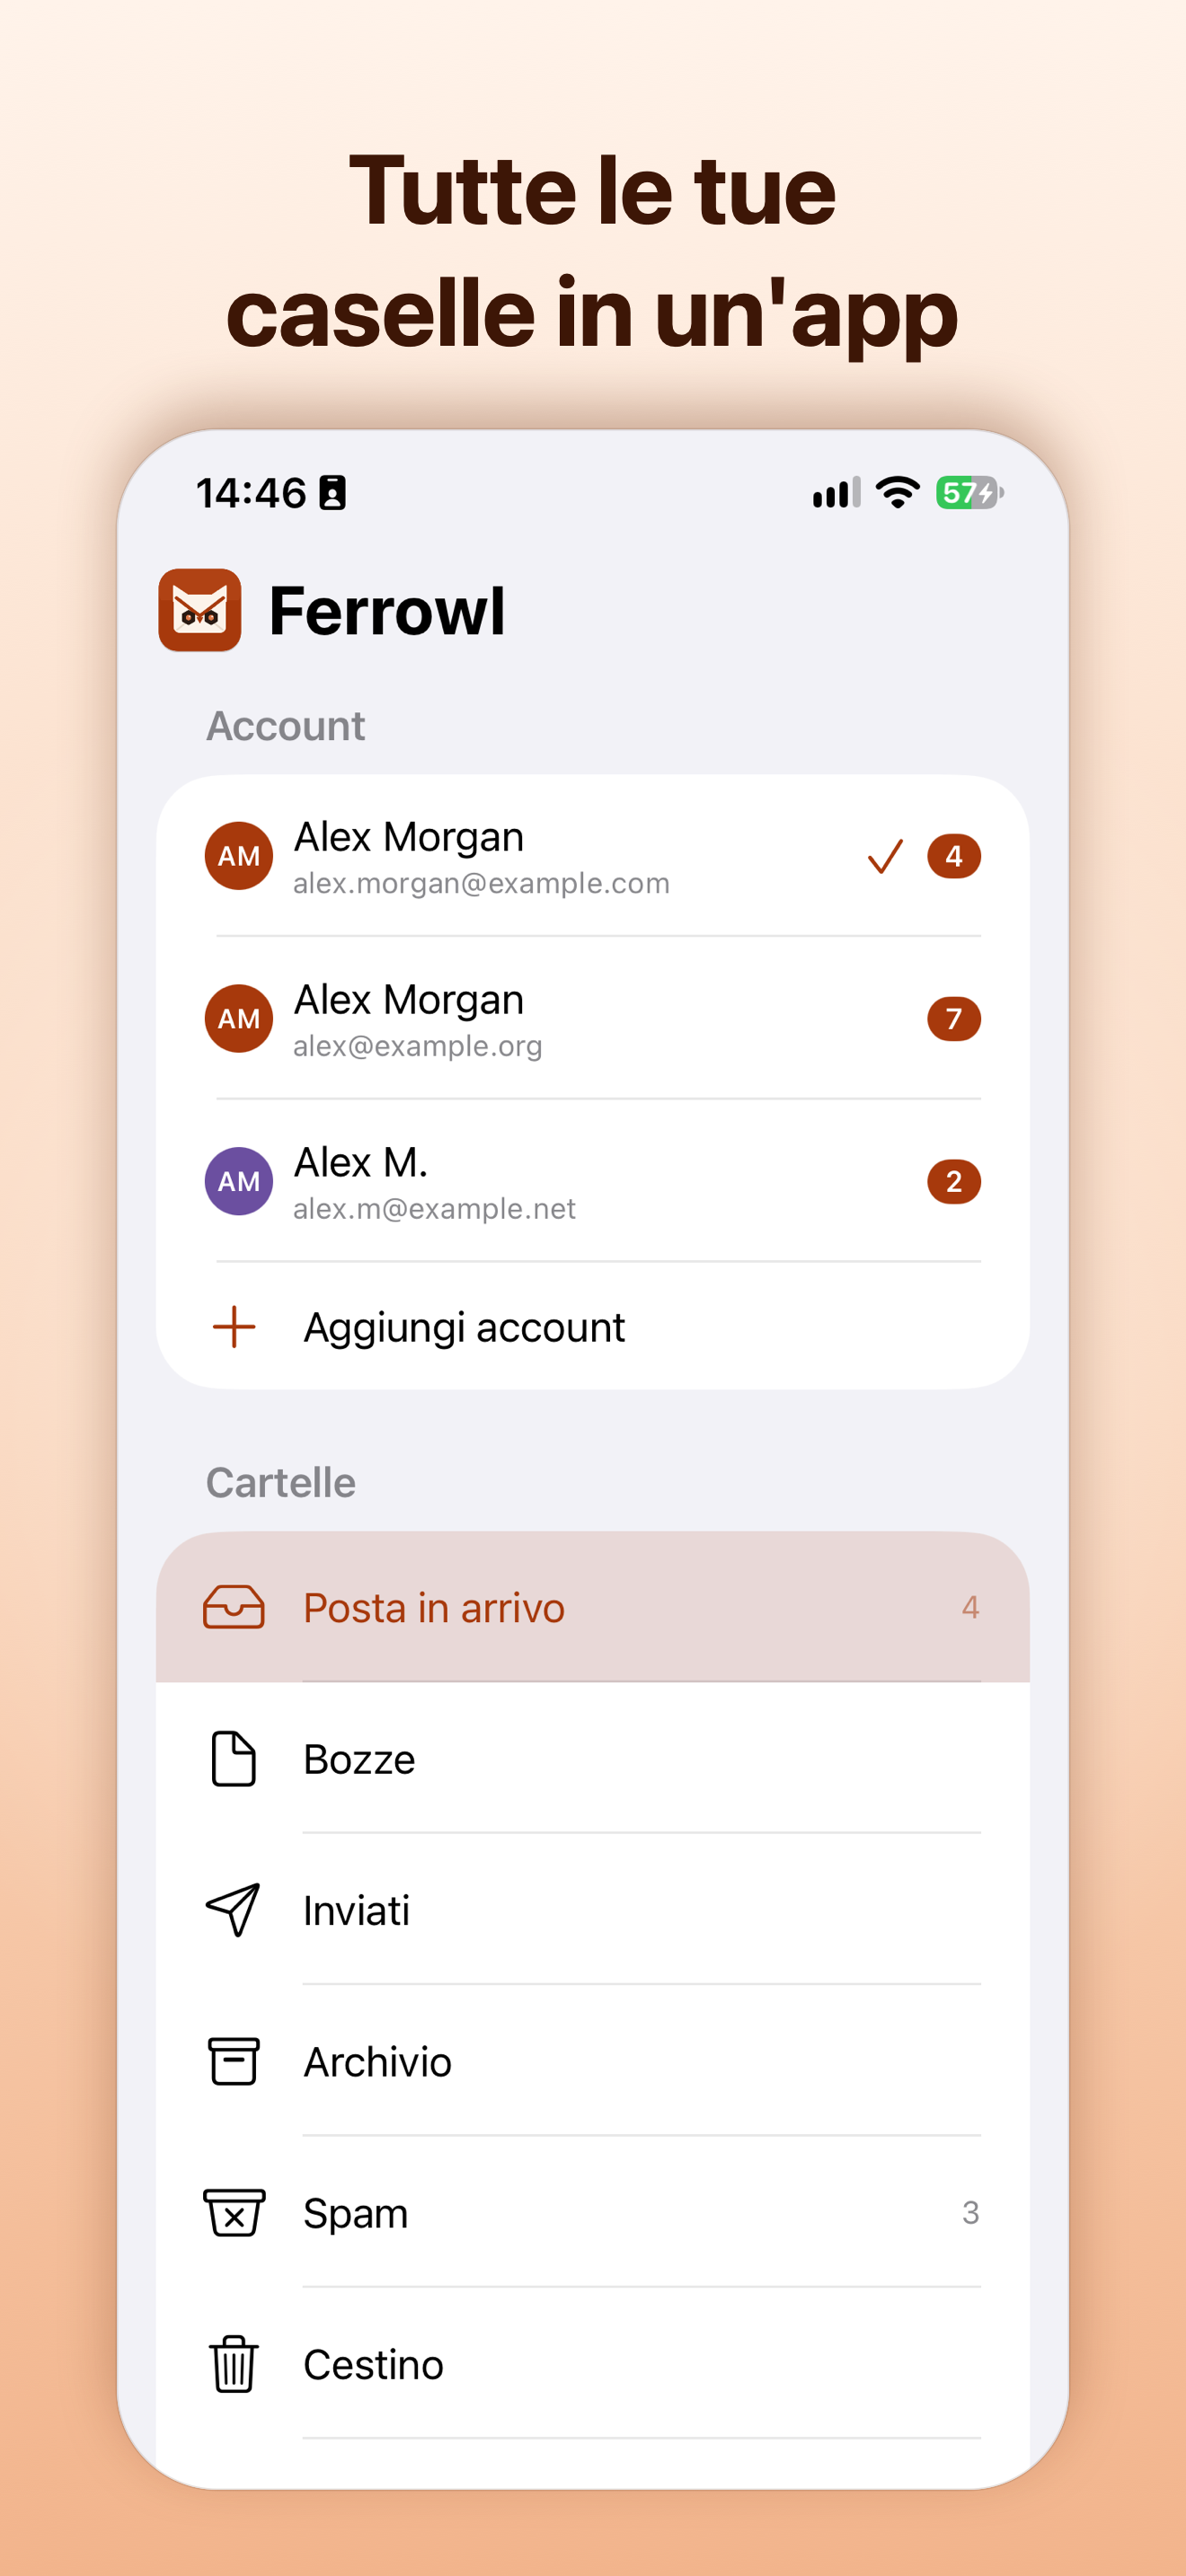 Tutte le tue
caselle in un'app
14:46
57
Ferrowl
Account
AM
Alex Morgan
alex.morgan@example.com
4
AM
Alex Morgan
alex@example.org
7
AM
Alex M.
alex.m@example.net
2
Aggiungi account
Cartelle
Posta in arrivo
4
Bozze
Inviati
Archivio
Spam
3
Cestino